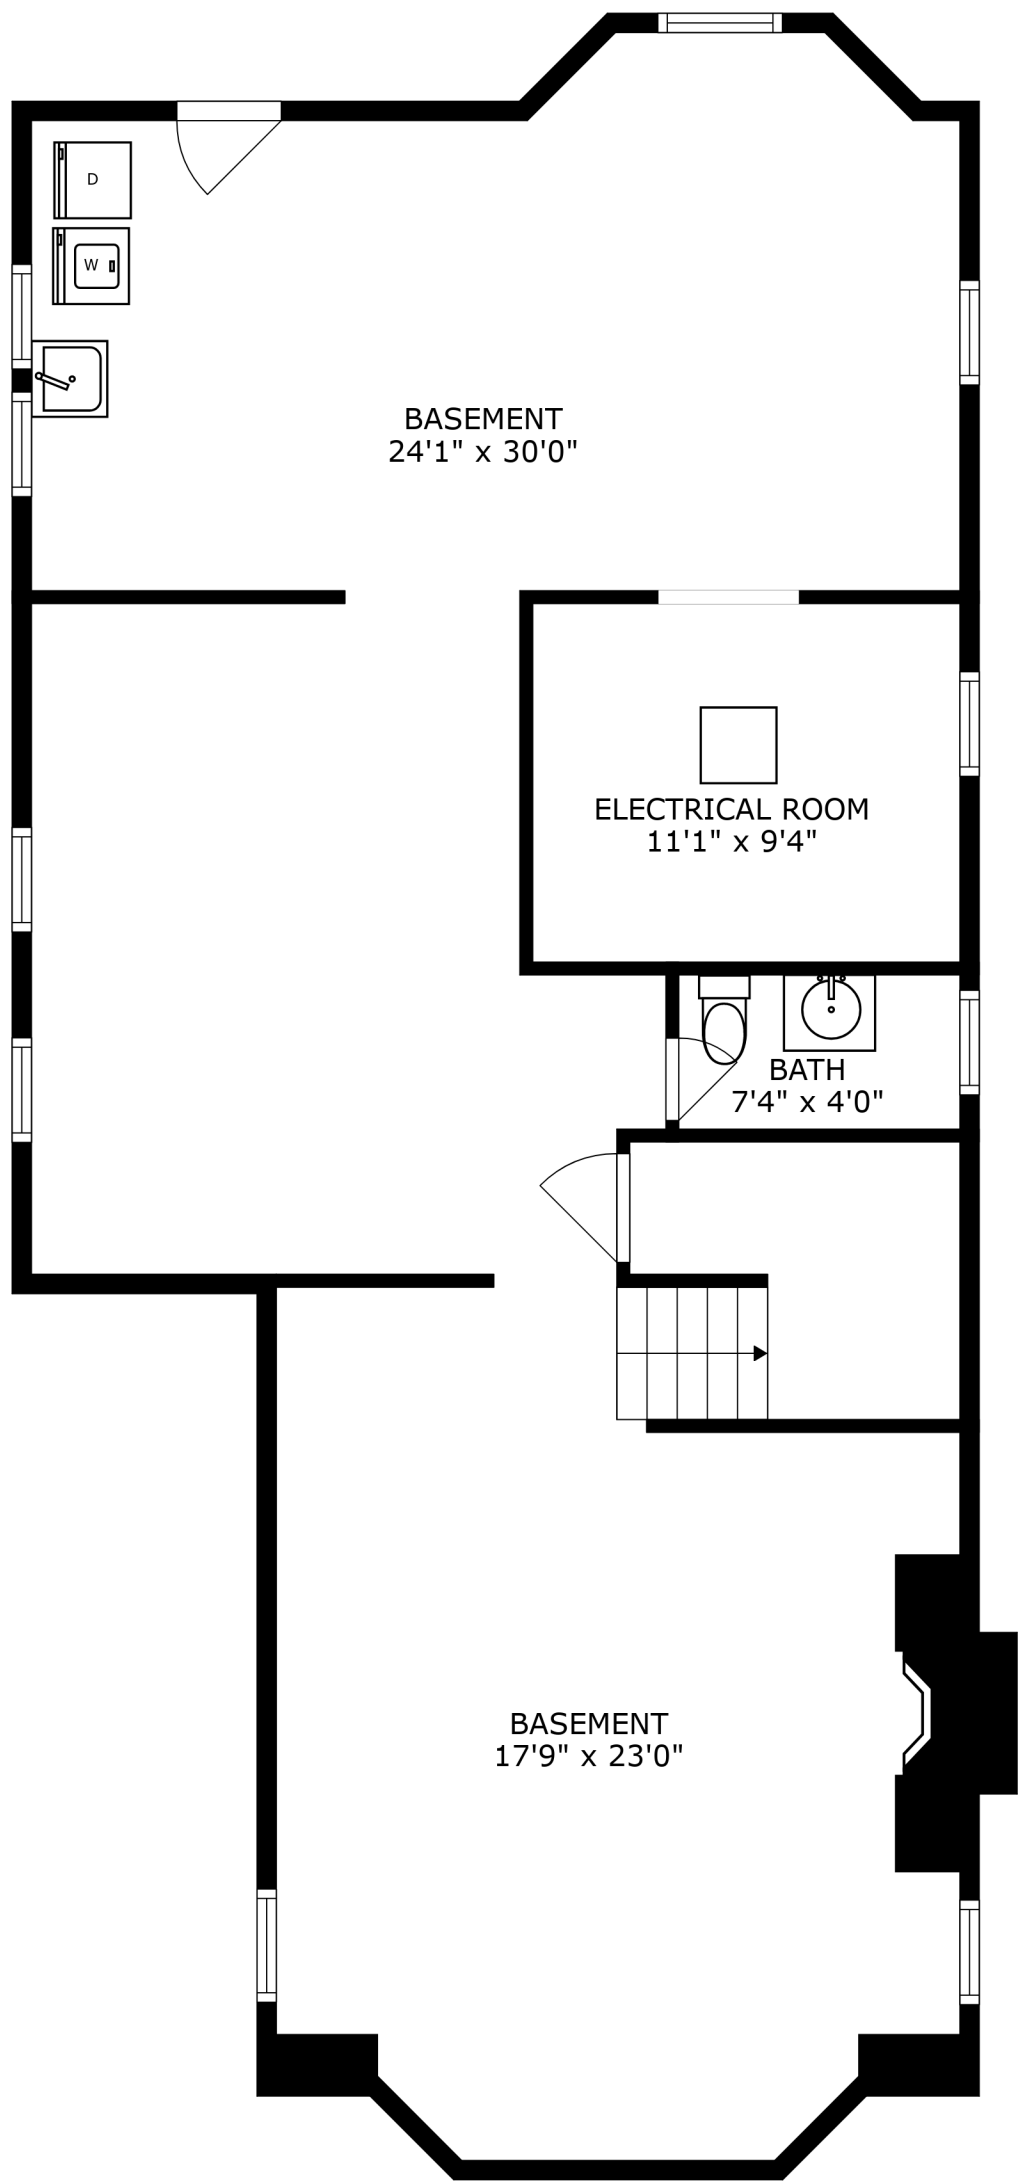 D
W
BASEMENT
24'1" x 30'0"
ELECTRICAL ROOM
11'1" x 9'4"
BATH
7'4" x 4'0"
BASEMENT
17'9" x 23'0"